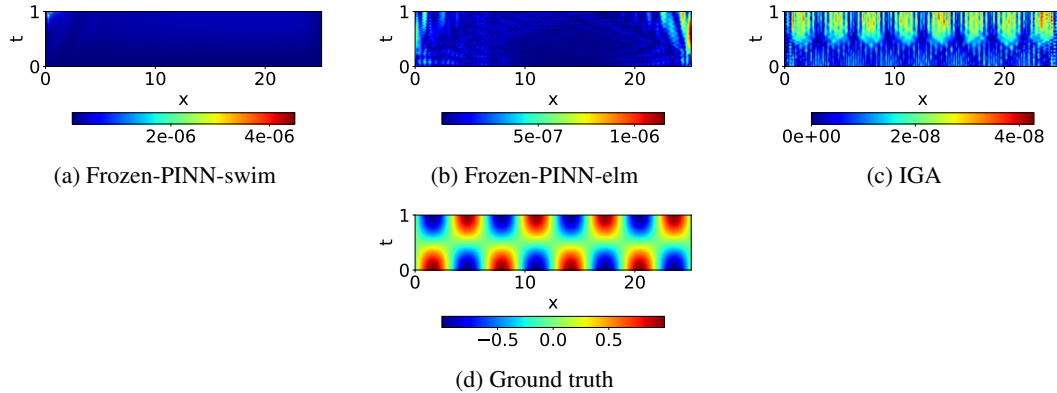 1 1 1
t t t
0 0 0
0 10 20 0 10 20 0 10 20
x x x
2e-06 4e-06 5e-07 1e-06 0e+00 2e-08 4e-08
(a) Frozen-PINN-swim (b) Frozen-PINN-elm (c) IGA
1
t
0
0 10 20
x
−0.5 0.0 0.5
(d) Ground truth